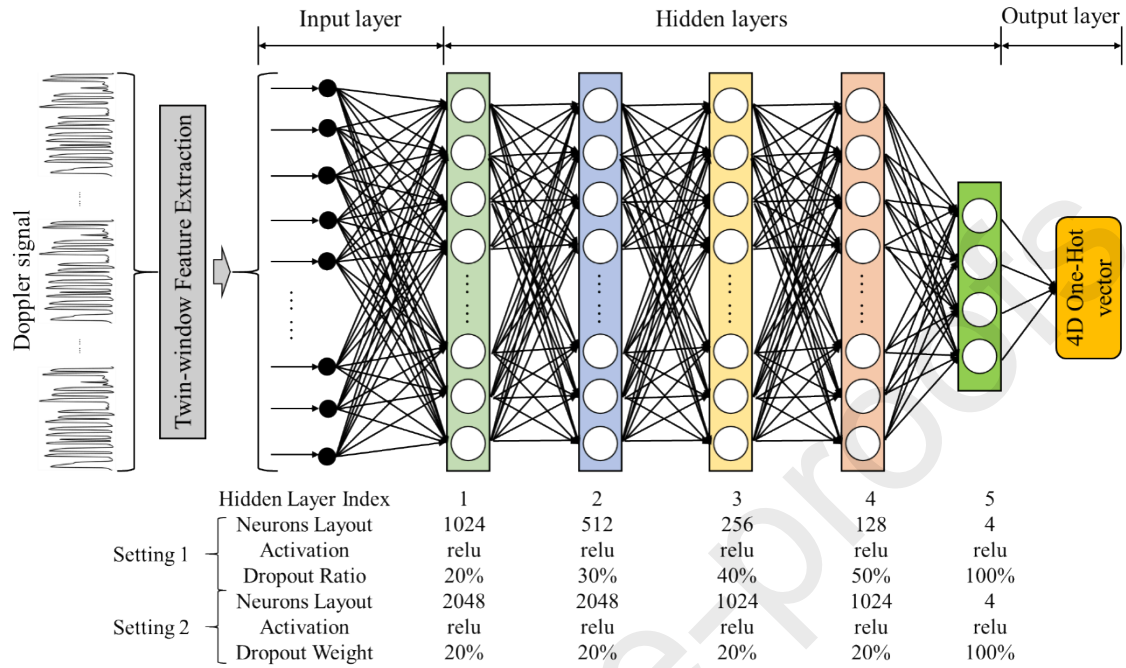 Input layer
Hidden layers
Output layer
Doppler signal
Twin-window Feature Extraction
4D One-Hot
vector
Hidden Layer Index 1 2 3 4 5
Setting 1
Neurons Layout 1024 512 256 128 4
Activation relu relu relu relu relu
Dropout Ratio 20% 30% 40% 50% 100%
Setting 2
Neurons Layout 2048 2048 1024 1024 4
Activation relu relu relu relu relu
Dropout Weight 20% 20% 20% 20% 100%
e-proofs